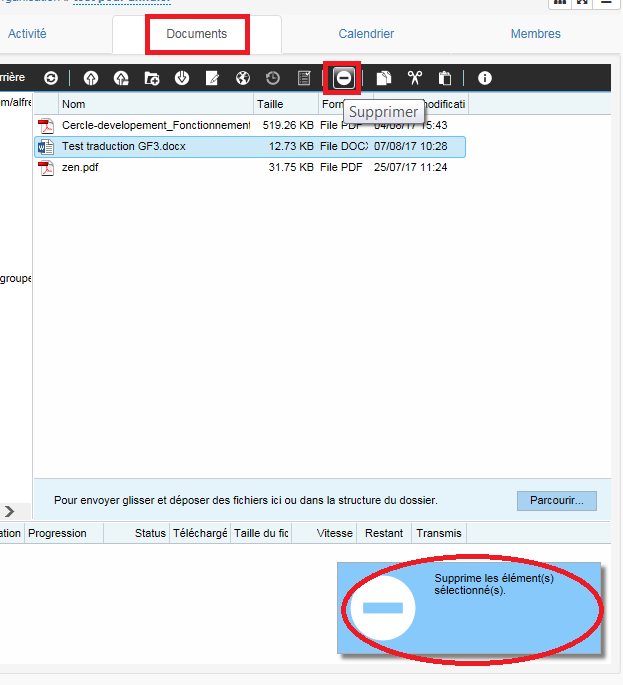 Activité Documents Calendrier Membres
rrière
m/alfre Nom Taille
Supprimer
Cercle-developement_Fonctionnement 519.26 KB File PDF 04/08/17 15:43
Test traduction GF3.docx 12.73 KB File DOCX 07/08/17 10:28
zen.pdf 31.75 KB File PDF 25/07/17 11:24
groupe
Pour envoyer glisser et déposer des fichiers ici ou dans la structure du dossier. Parcourir...
ation Progression Status Téléchargé Taille du fic Vitesse Restant Transmis
Supprime les élément(s)
sélectionné(s).